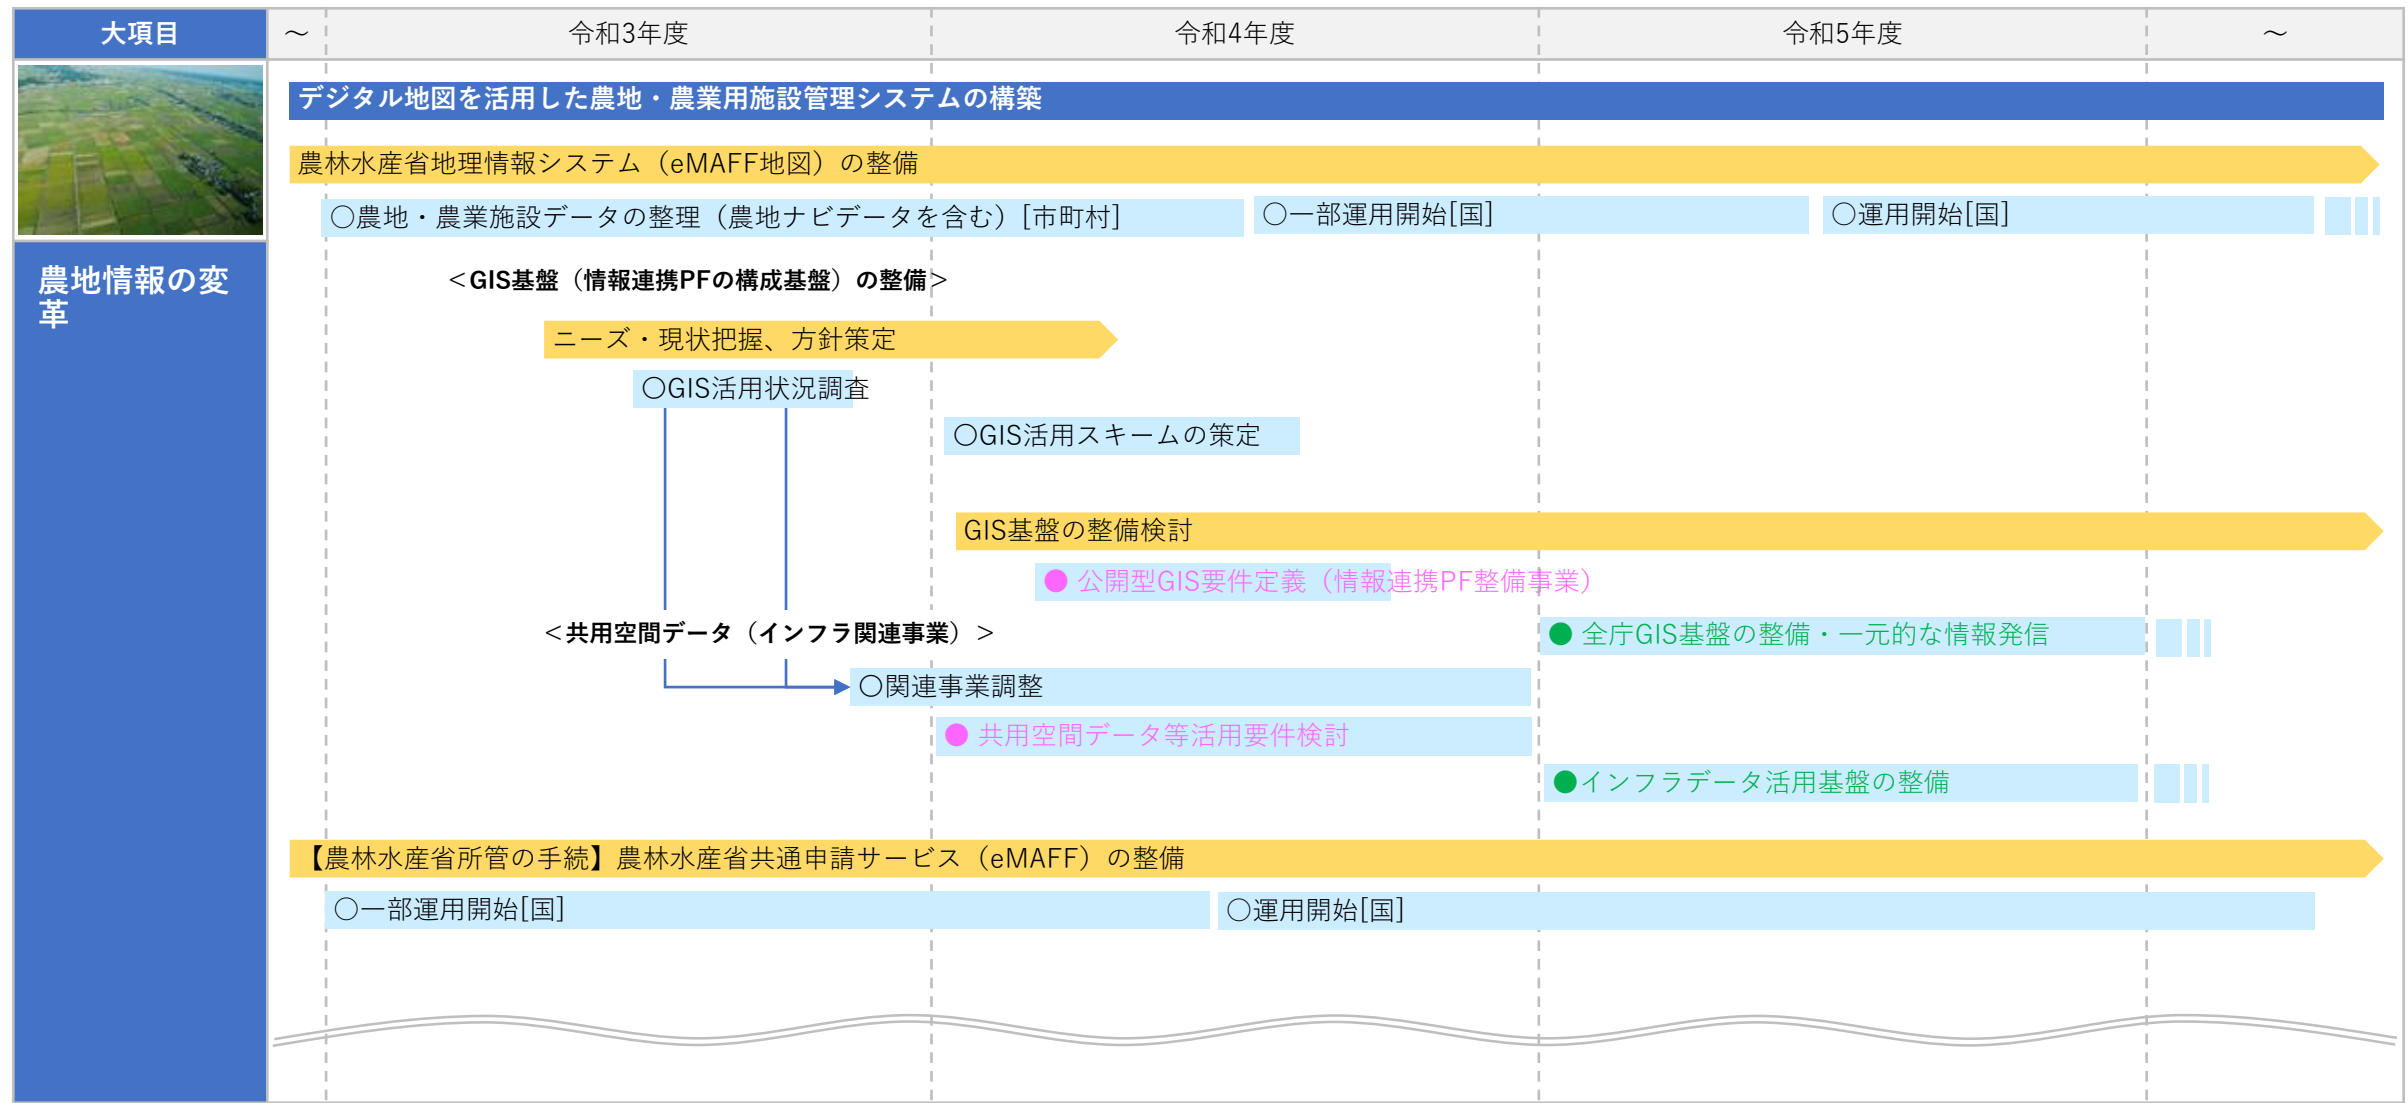 大項目
～
令和3年度
令和4年度
令和5年度
～
農地情報の変
革
デジタル地図を活用した農地・農業用施設管理システムの構築
農林水産省地理情報システム（eMAFF地図）の整備
○農地・農業施設データの整理（農地ナビデータを含む）[市町村]
○一部運用開始[国]
○運用開始[国]
＜GIS基盤（情報連携PFの構成基盤）の整備＞
ニーズ・現状把握、方針策定
○GIS活用状況調査
○GIS活用スキームの策定
GIS基盤の整備検討
● 公開型GIS要件定義（情報連携PF整備事業）
● 全庁GIS基盤の整備・一元的な情報発信
＜共用空間データ（インフラ関連事業）＞
○関連事業調整
● 共用空間データ等活用要件検討
●インフラデータ活用基盤の整備
【農林水産省所管の手続】農林水産省共通申請サービス（eMAFF）の整備
○一部運用開始[国]
○運用開始[国]